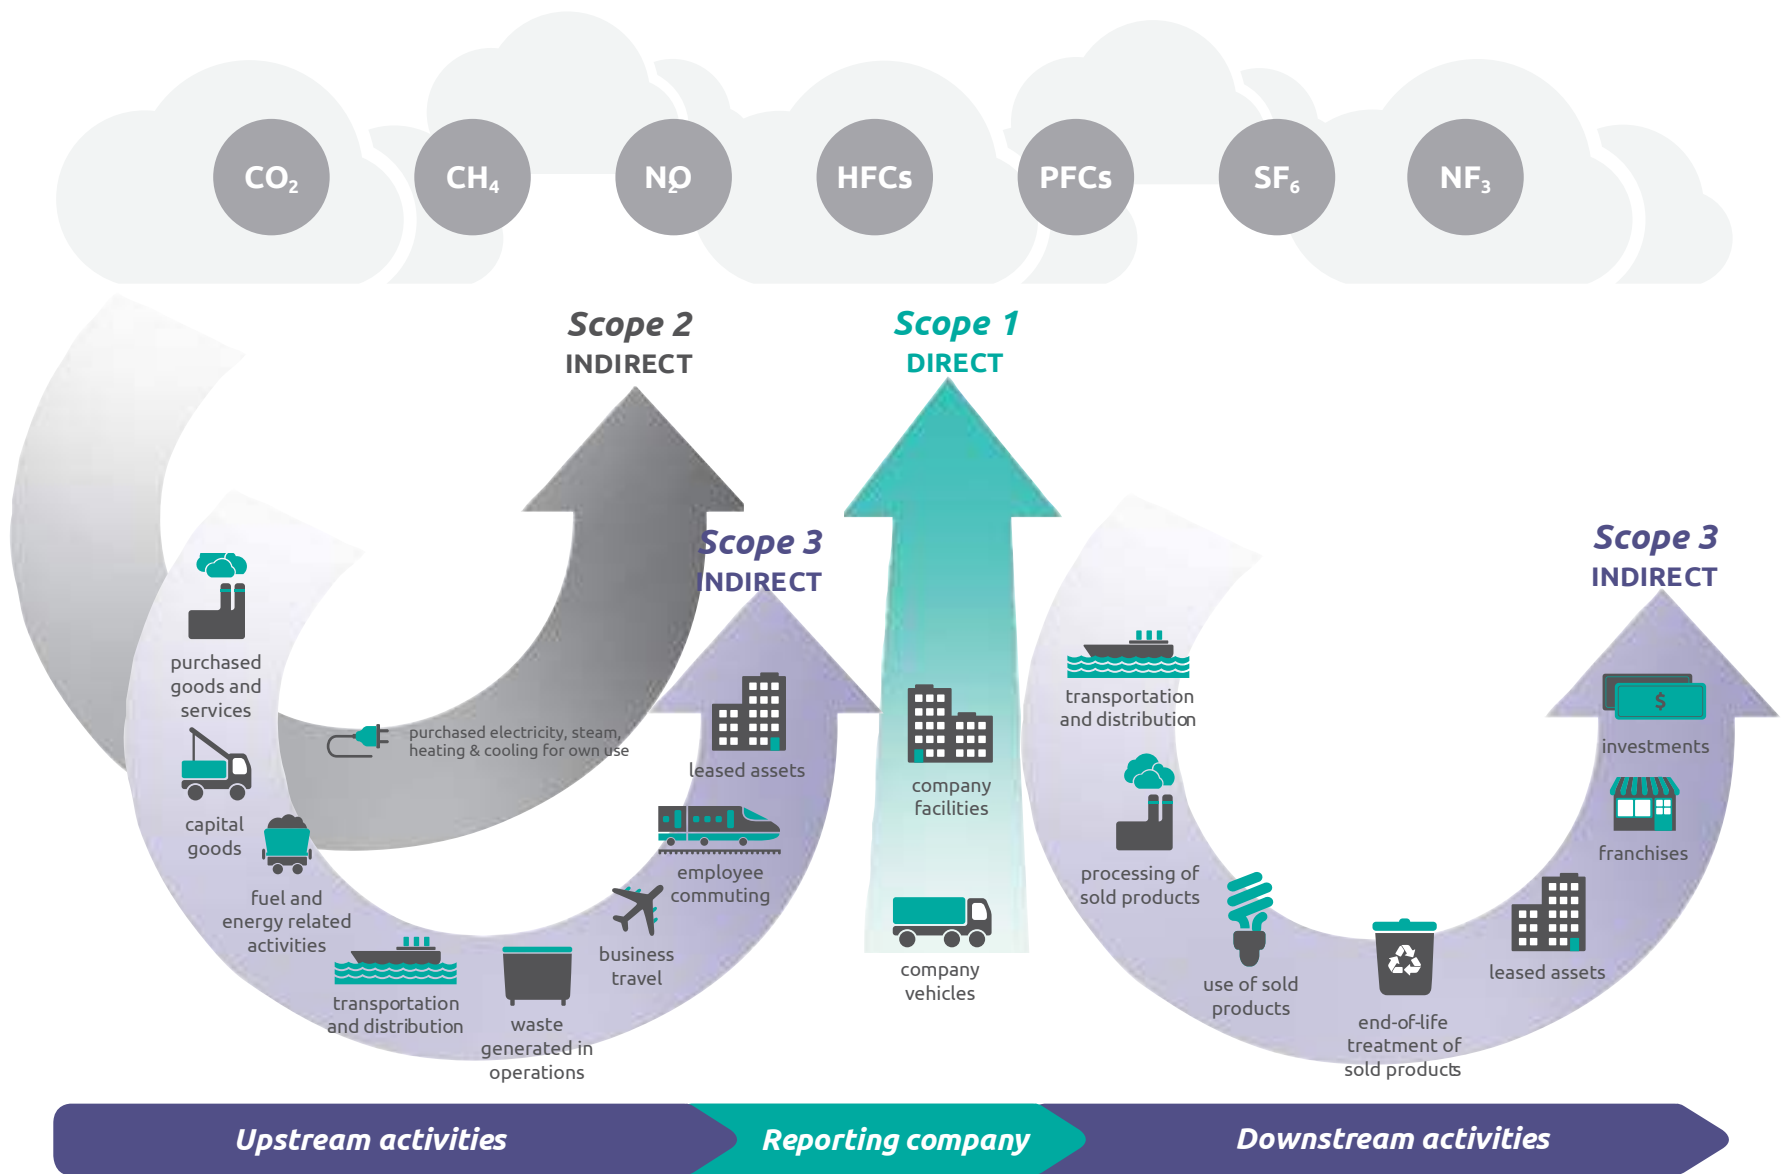 CO₂
CH₄
N₂O
HFCs
PFCs
SF₆
NF₃
Scope 2
INDIRECT
Scope 1
DIRECT
Scope 3
INDIRECT
Scope 3
INDIRECT
purchased
goods and
services
capital
goods
fuel and
energy related
activities
transportation
and distribution
waste
generated in
operations
business
travel
employee
commuting
leased assets
purchased electricity, steam,
heating & cooling for own use
company
facilities
company
vehicles
transportation
and distribution
processing of
sold products
use of sold
products
end-of-life
treatment of
sold products
leased assets
franchises
$
investments
Upstream activities
Reporting company
Downstream activities